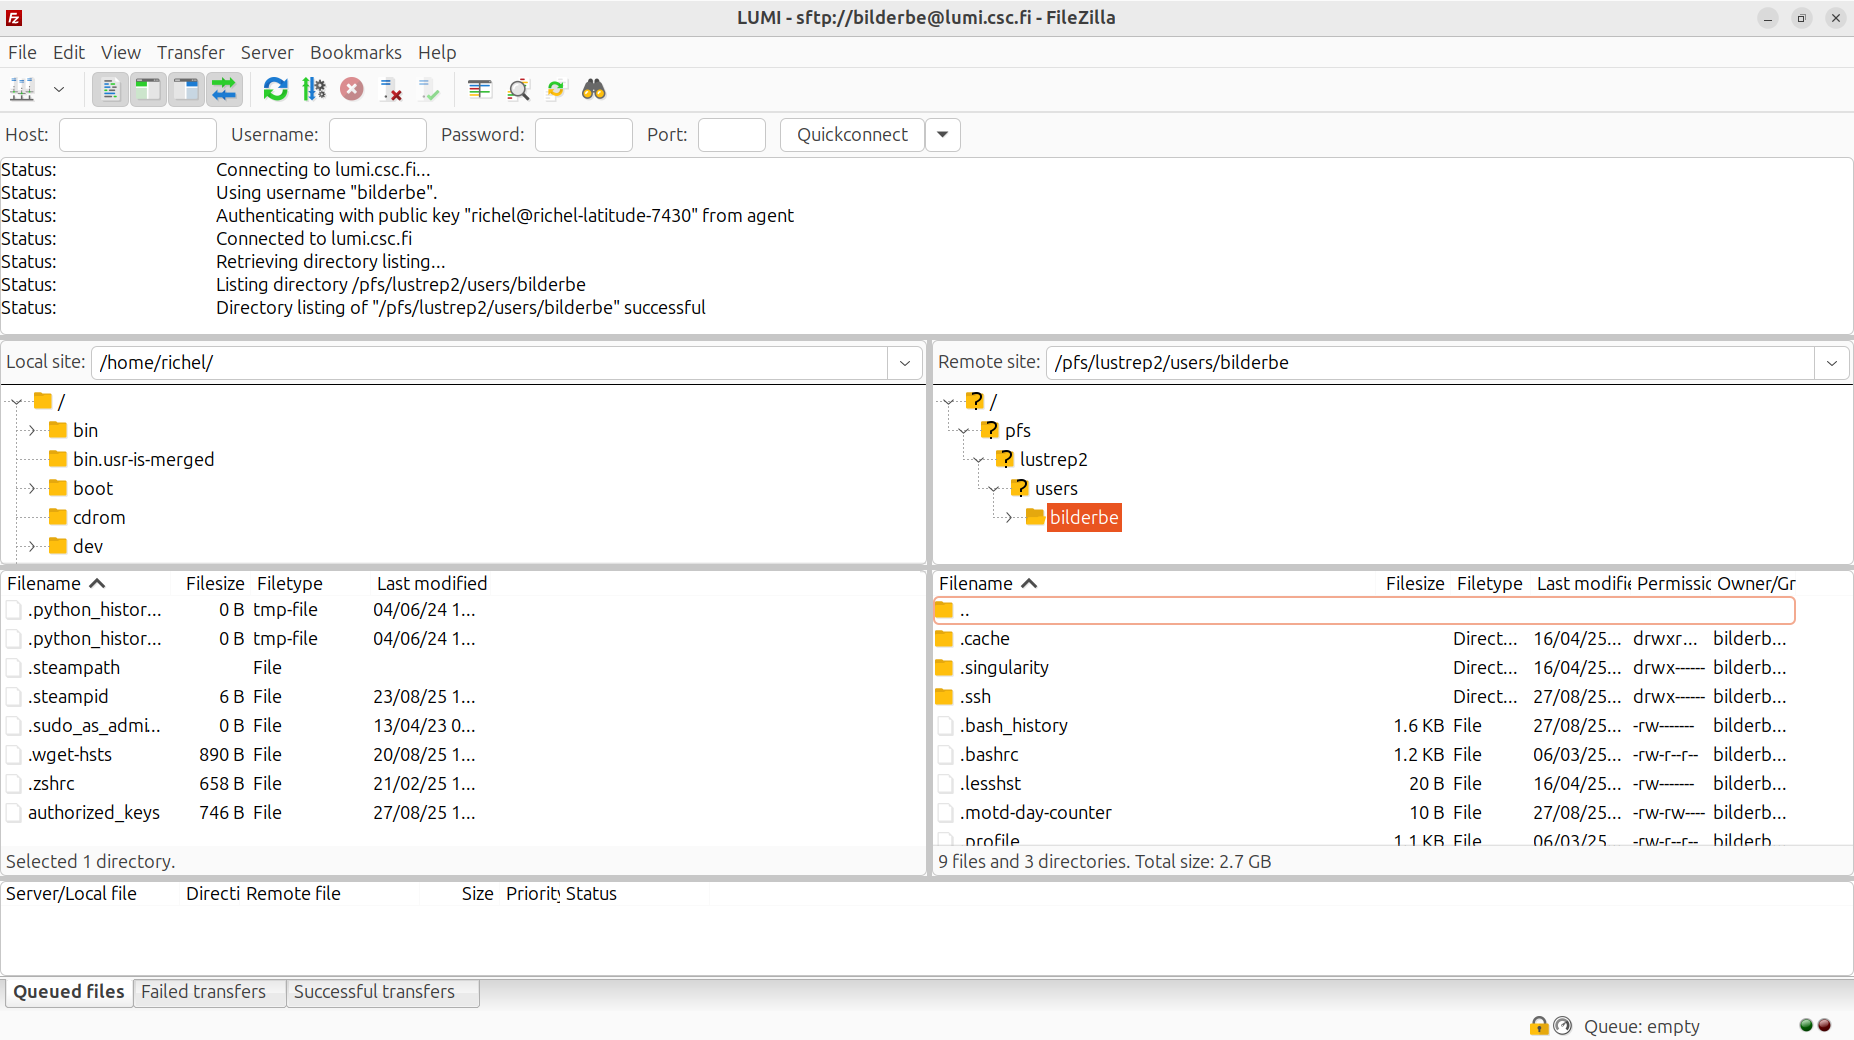 LUMI - sftp://bilderbe@lumi.csc.fi - FileZilla
File Edit View Transfer Server Bookmarks Help
Host: Username: Password: Port: Quickconnect
Status: Connecting to lumi.csc.fi...
Status: Using username "bilderbe".
Status: Authenticating with public key "richel@richel-latitude-7430" from agent
Status: Connected to lumi.csc.fi
Status: Retrieving directory listing...
Status: Listing directory /pfs/lustrep2/users/bilderbe
Status: Directory listing of "/pfs/lustrep2/users/bilderbe" successful
Local site: /home/richel/
/
bin
bin.usr-is-merged
boot
cdrom
dev
Filename Filesize Filetype Last modified
.python_histor... 0 B tmp-file 04/06/24 1...
.python_histor... 0 B tmp-file 04/06/24 1...
.steampath File
.steampid 6 B File 23/08/25 1...
.sudo_as_admi... 0 B File 13/04/23 0...
.wget-hsts 890 B File 20/08/25 1...
.zshrc 658 B File 21/02/25 1...
authorized_keys 746 B File 27/08/25 1...
Selected 1 directory.
Remote site: /pfs/lustrep2/users/bilderbe
? /
? pfs
? lustrep2
? users
bilderbe
Filename Filesize Filetype Last modifie Permissic Owner/Gr
..
.cache Direct... 16/04/25... drwxr... bilderb...
.singularity Direct... 16/04/25... drwx------ bilderb...
.ssh Direct... 27/08/25... drwx------ bilderb...
.bash_history 1.6 KB File 27/08/25... -rw------- bilderb...
.bashrc 1.2 KB File 06/03/25... -rw-r--r-- bilderb...
.lesshst 20 B File 16/04/25... -rw------- bilderb...
.motd-day-counter 10 B File 27/08/25... -rw-rw---- bilderb...
.profile 1.1 KB File 06/03/25... -rw-r--r-- bilderb...
9 files and 3 directories. Total size: 2.7 GB
Server/Local file Directi Remote file Size Priority Status
Queued files Failed transfers Successful transfers
Queue: empty